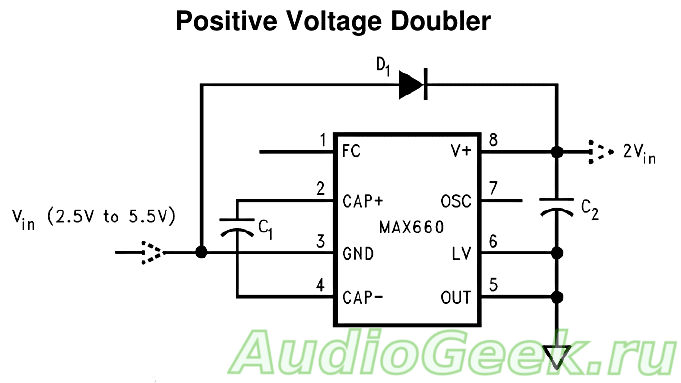 Positive Voltage Doubler
D1
1 FC
V+ 8
2Vin
2 CAP+
OSC 7
C2
Vin (2.5V to 5.5V)
C1
MAX660
3 GND
LV 6
4 CAP-
OUT 5
AudioGeek.ru